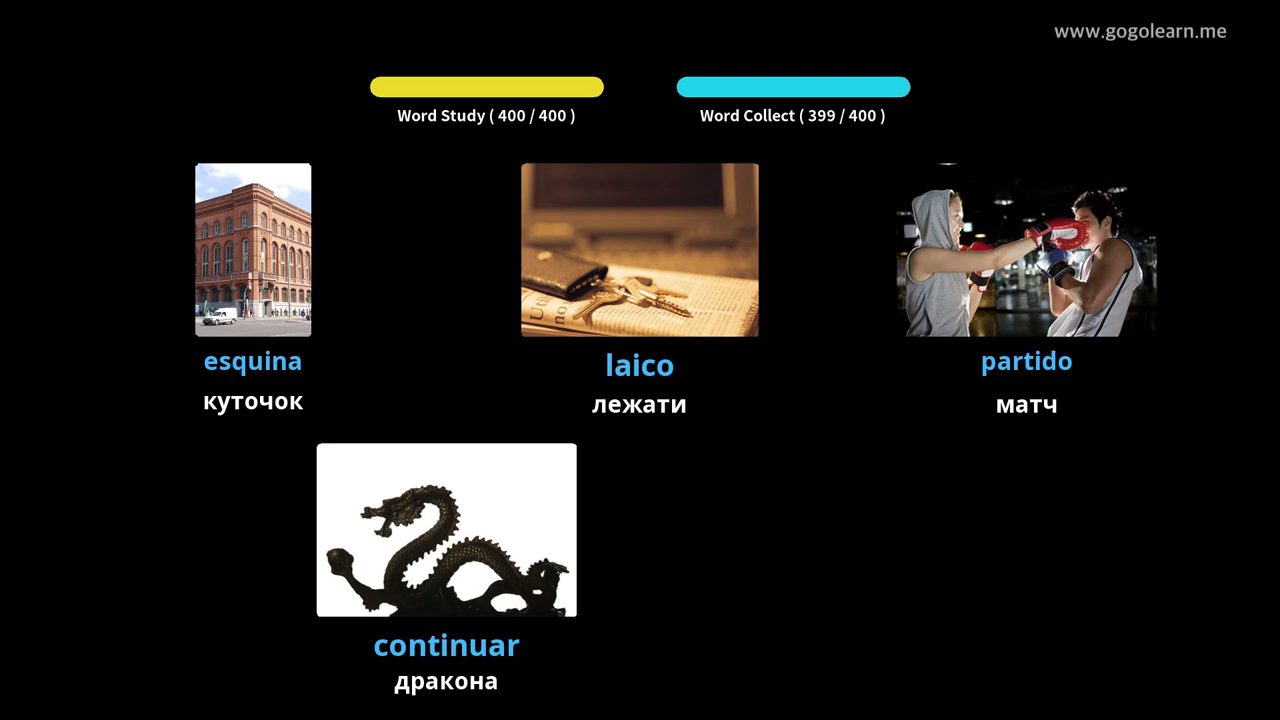 www.gogolearn.me
Word Study ( 400 / 400 )
Word Collect ( 399 / 400 )
esquina
laico
partido
куточок
лежати
матч
continuar
дракона